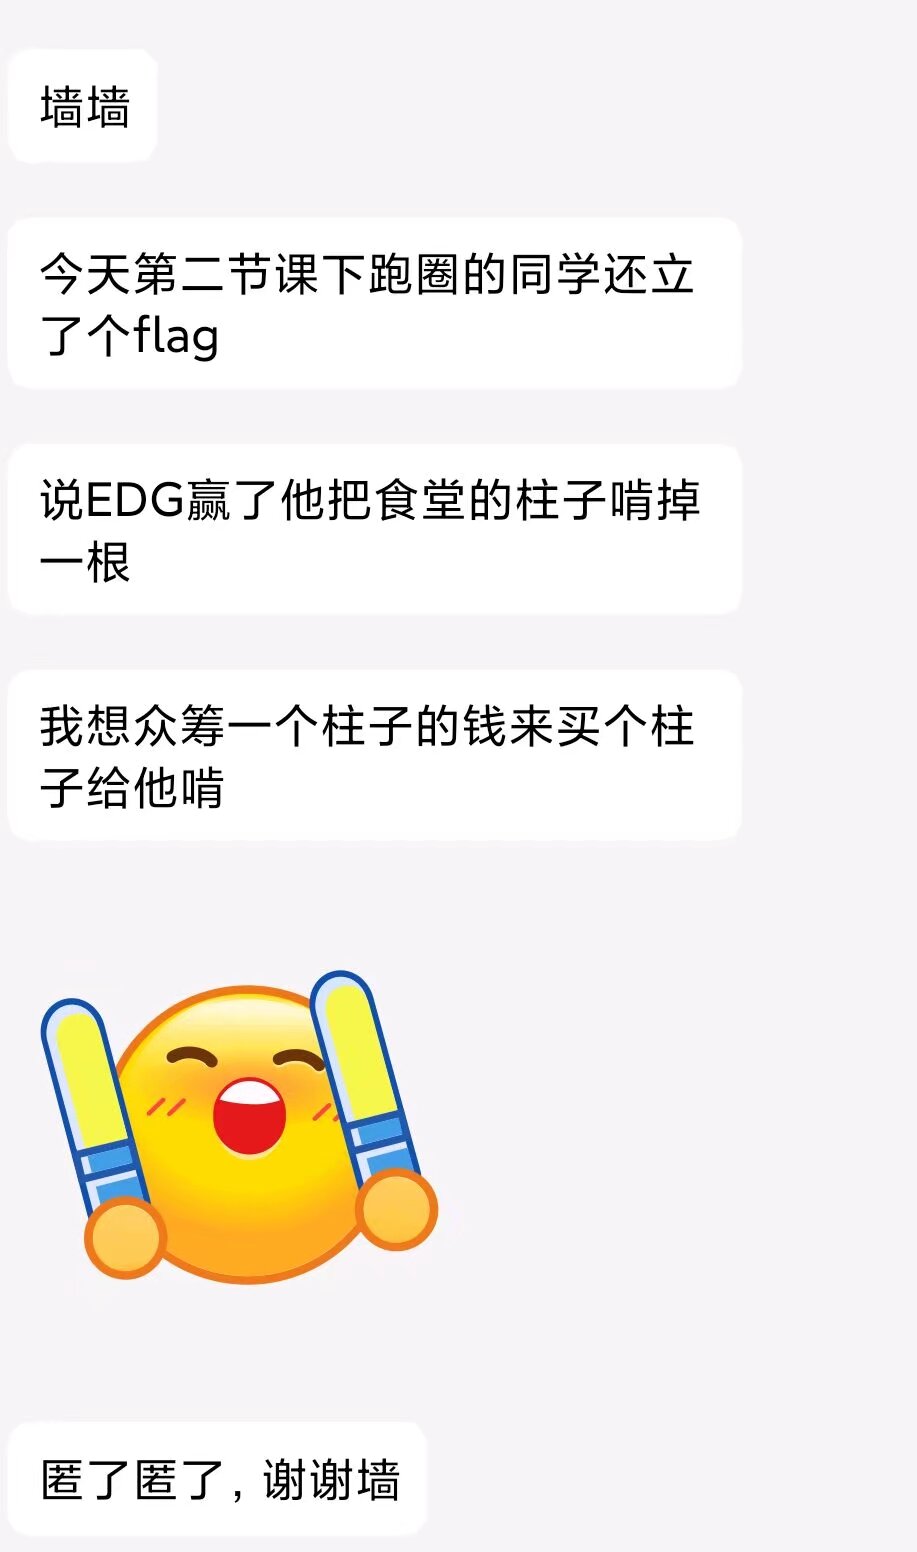 墙墙
今天第二节课下跑圈的同学还立
了个flag
说EDG赢了他把食堂的柱子啃掉
一根
我想众筹一个柱子的钱来买个柱
子给他啃
匿了匿了，谢谢墙